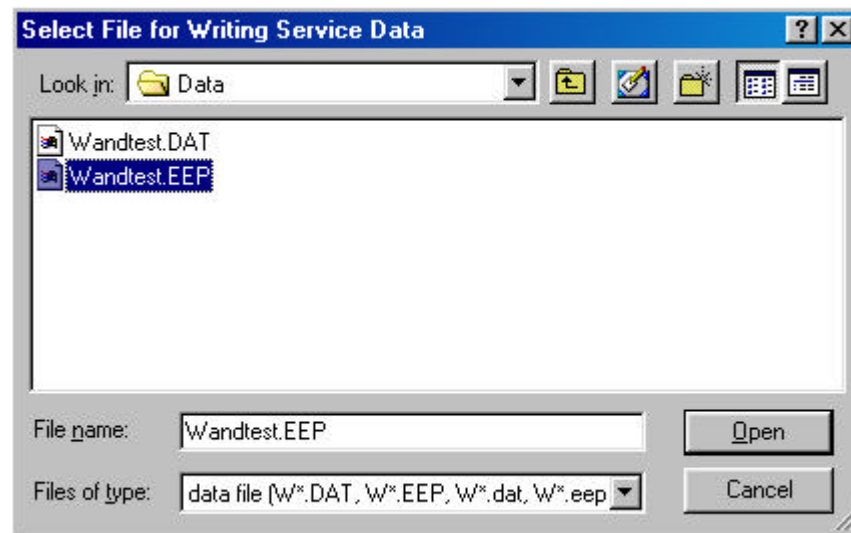 Select File for Writing Service Data
Look in: Data
Wandtest.DAT
Wandtest.EEP
File name: Wandtest.EEP Open
Files of type: data file (W*.DAT, W*.EEP, W*.dat, W*.eep Cancel